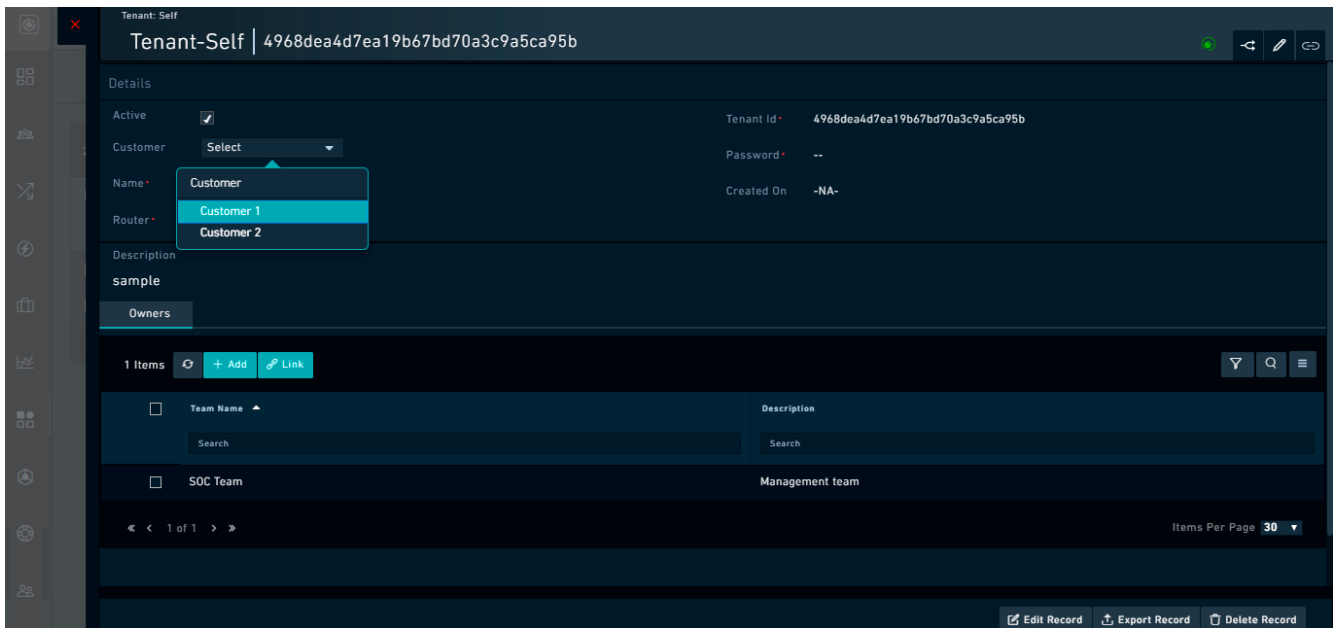 Tenant: Self
Tenant-Self | 4968dea4d7ea19b67bd70a3c9a5ca95b
Details
Active
Tenant Id
4968dea4d7ea19b67bd70a3c9a5ca95b
Customer
Select
Password
--
Name
Customer
Created On
-NA-
Customer 1
Router
Customer 2
Description
sample
Owners
1 Items
+ Add
Link
Team Name
Description
Search
Search
SOC Team
Management team
1 of 1
Items Per Page 30
Edit Record
Export Record
Delete Record